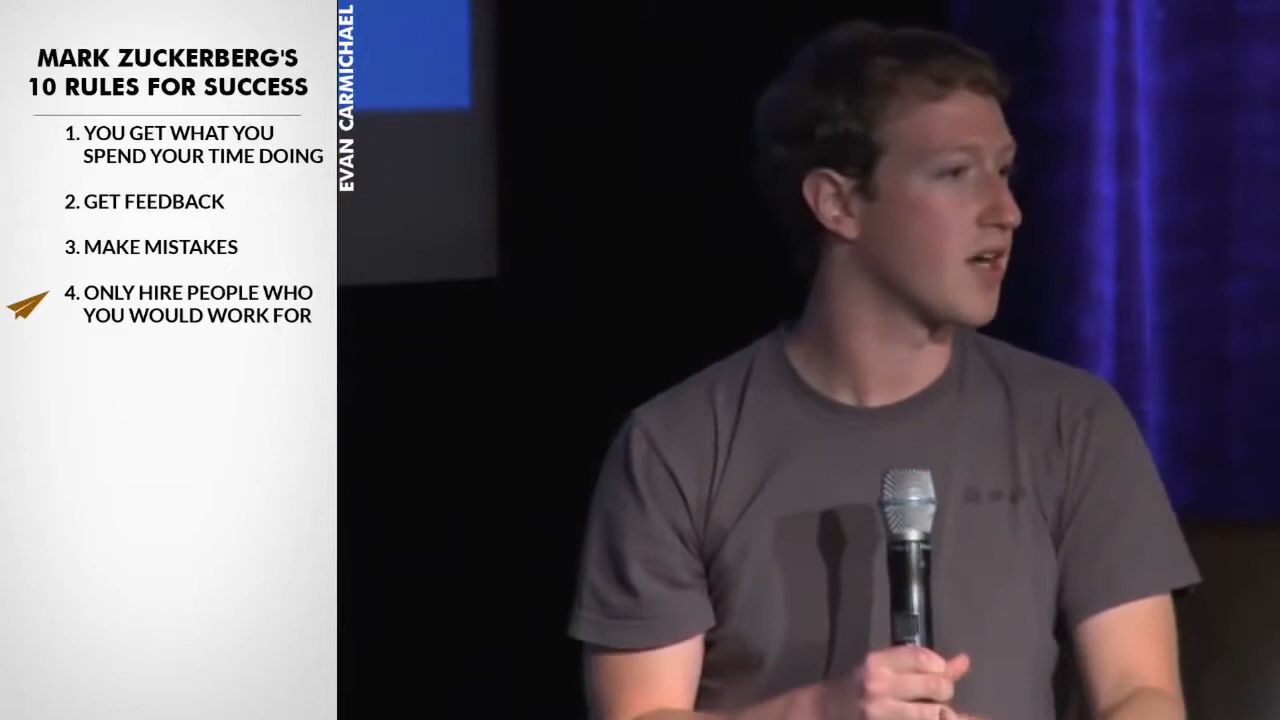 MARK ZUCKERBERG'S
10 RULES FOR SUCCESS
1. YOU GET WHAT YOU
SPEND YOUR TIME DOING
2. GET FEEDBACK
3. MAKE MISTAKES
4. ONLY HIRE PEOPLE WHO
YOU WOULD WORK FOR
EVAN CARMICHAEL